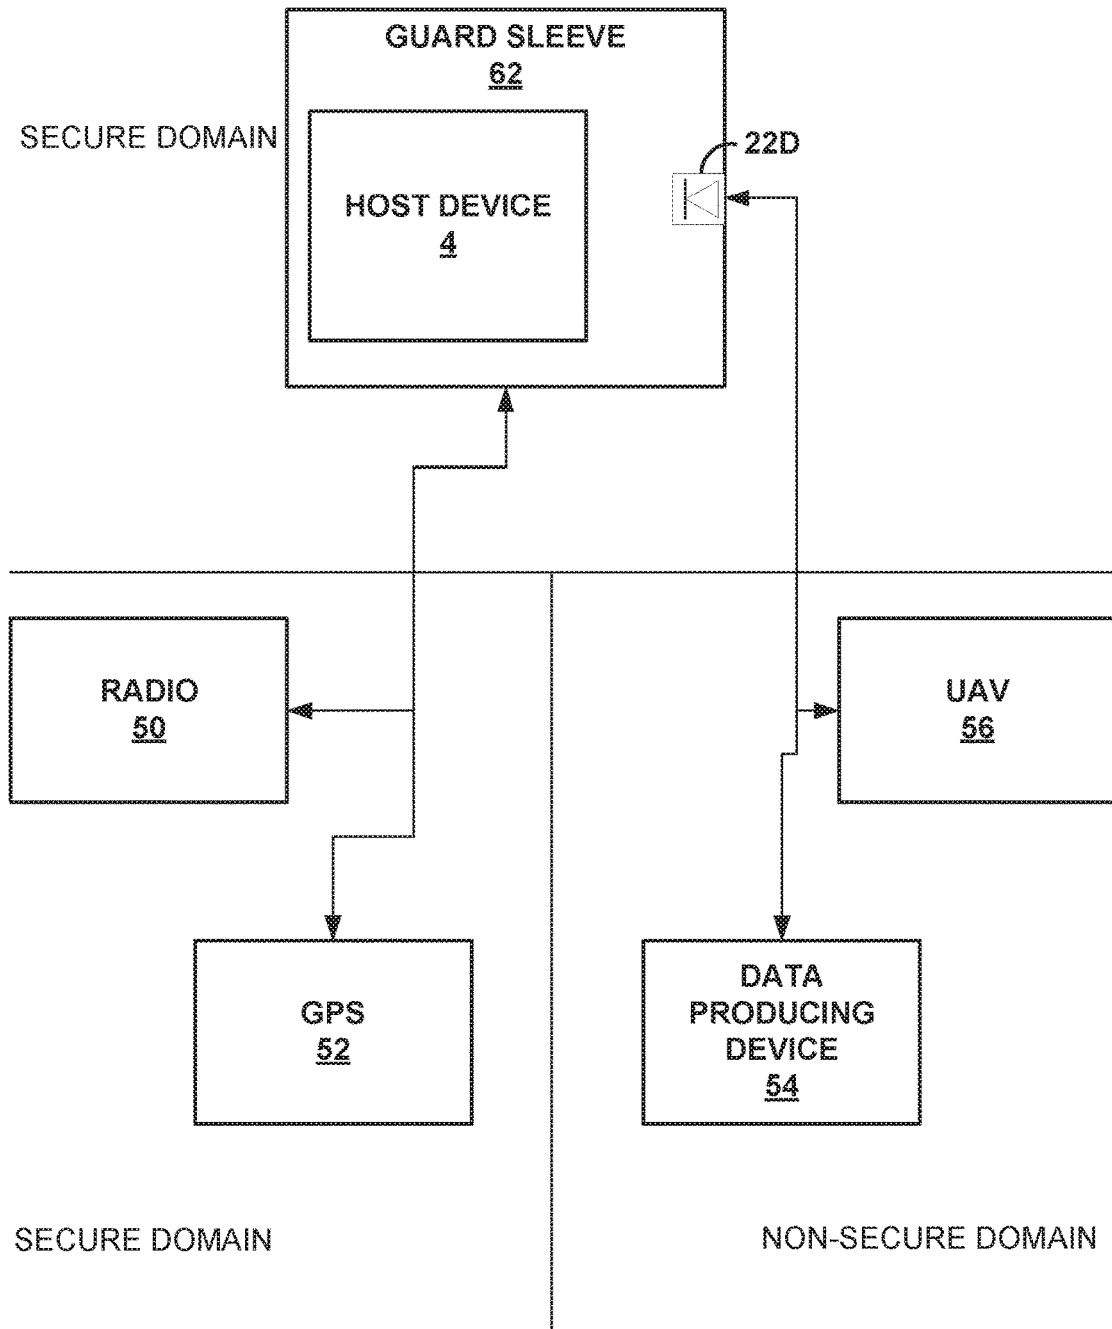 GUARD SLEEVE
62
SECURE DOMAIN
22D
HOST DEVICE
4
RADIO
50
UAV
56
GPS
52
DATA
PRODUCING
DEVICE
54
SECURE DOMAIN
NON-SECURE DOMAIN